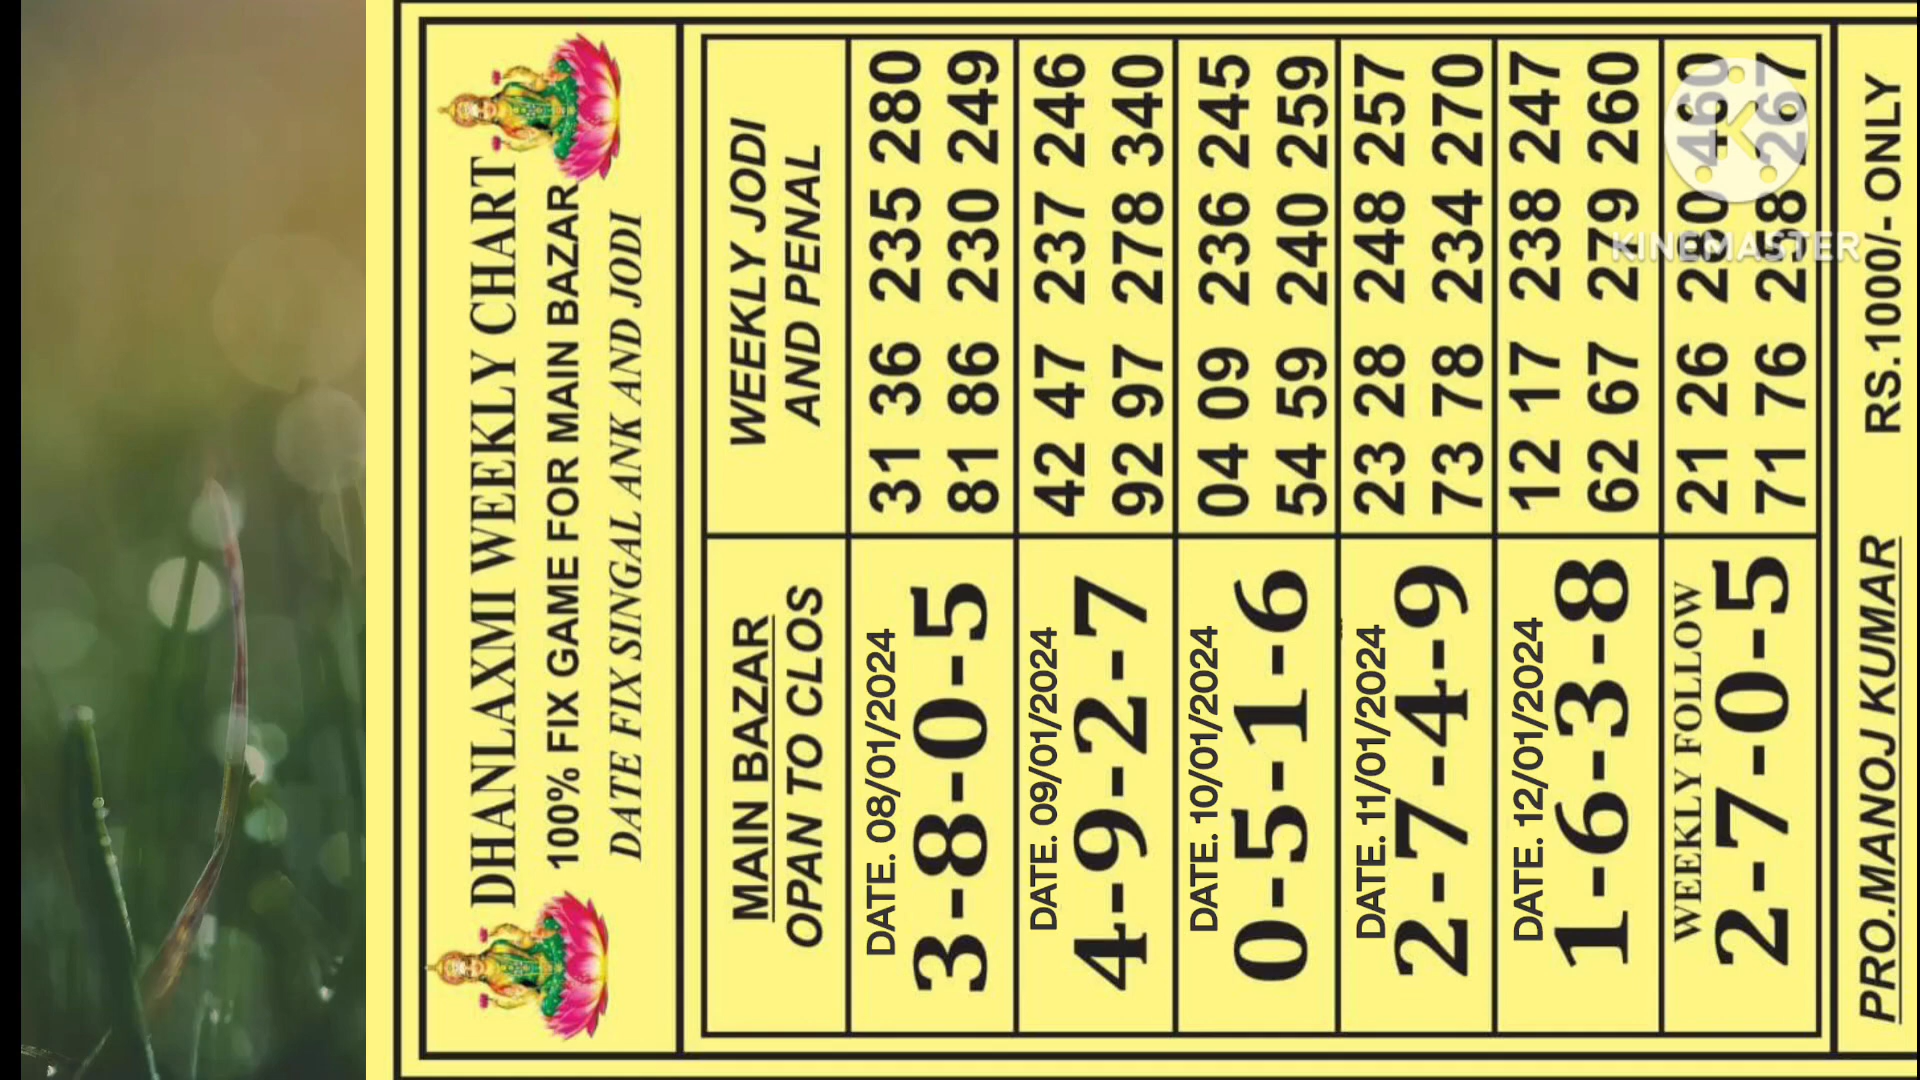 DHANLAXMI WEEKLY CHART
100% FIX GAME FOR MAIN BAZAR
DATE FIX SINGAL ANK AND JODI
MAIN BAZAR
OPAN TO CLOS
WEEKLY JODI
AND PENAL
DATE. 08/01/2024
3-8-0-5
31 36 235 280
81 86 230 249
DATE. 09/01/2024
4-9-2-7
42 47 237 246
92 97 278 340
DATE. 10/01/2024
0-5-1-6
04 09 236 245
54 59 240 259
DATE. 11/01/2024
2-7-4-9
23 28 248 257
73 78 234 270
DATE. 12/01/2024
1-6-3-8
12 17 238 247
62 67 238 260
WEEKLY FOLLOW
2-7-0-5
21 26
71 76 258 267
PRO.MANOJ KUMAR RS.1000/- ONLY
KINEMASTER